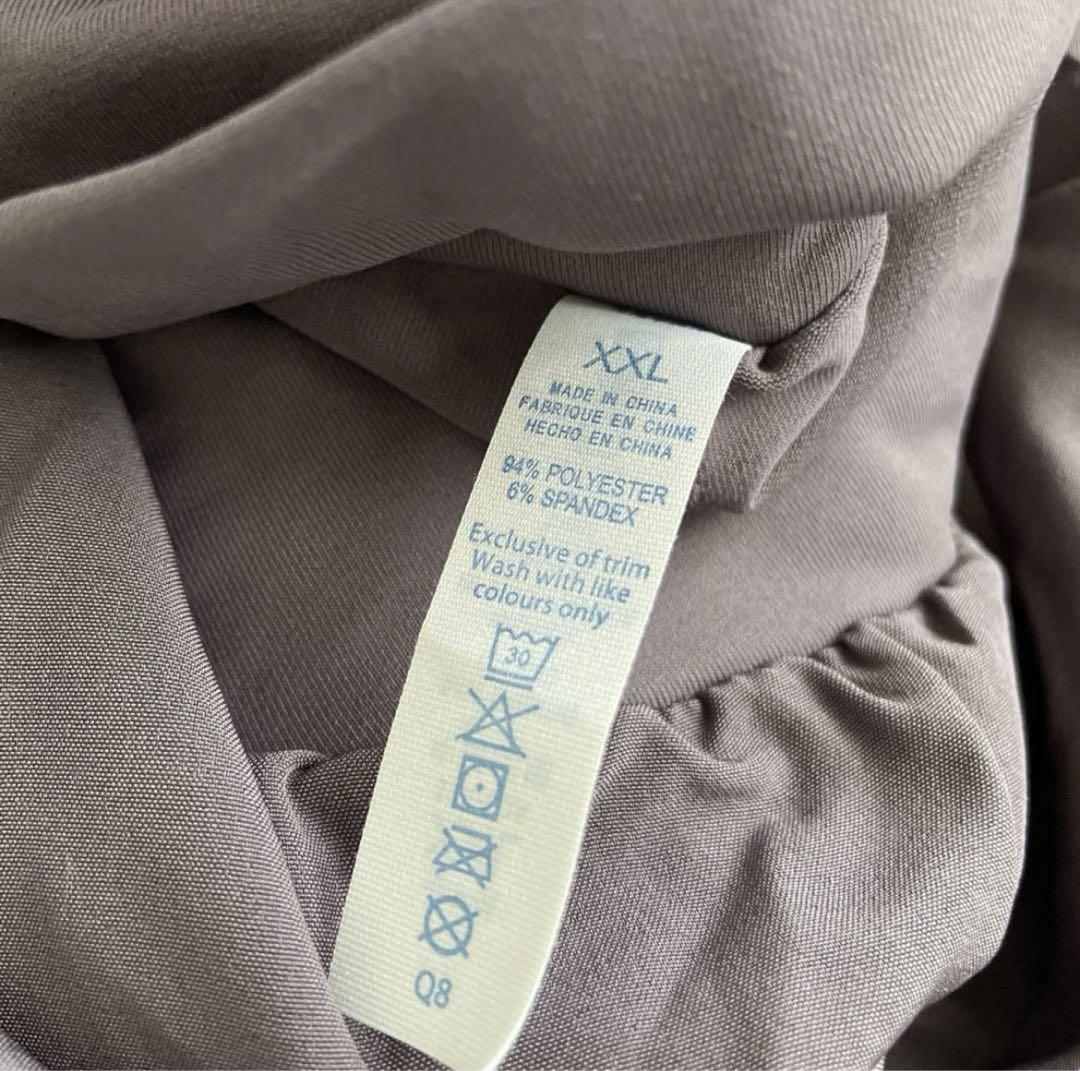 XXL
MADE IN CHINA
FABRIQUE EN CHINE
HECHO EN CHINA
94% POLYESTER
6% SPANDEX
Exclusive of trim
Wash with like
colours only
30
Q8